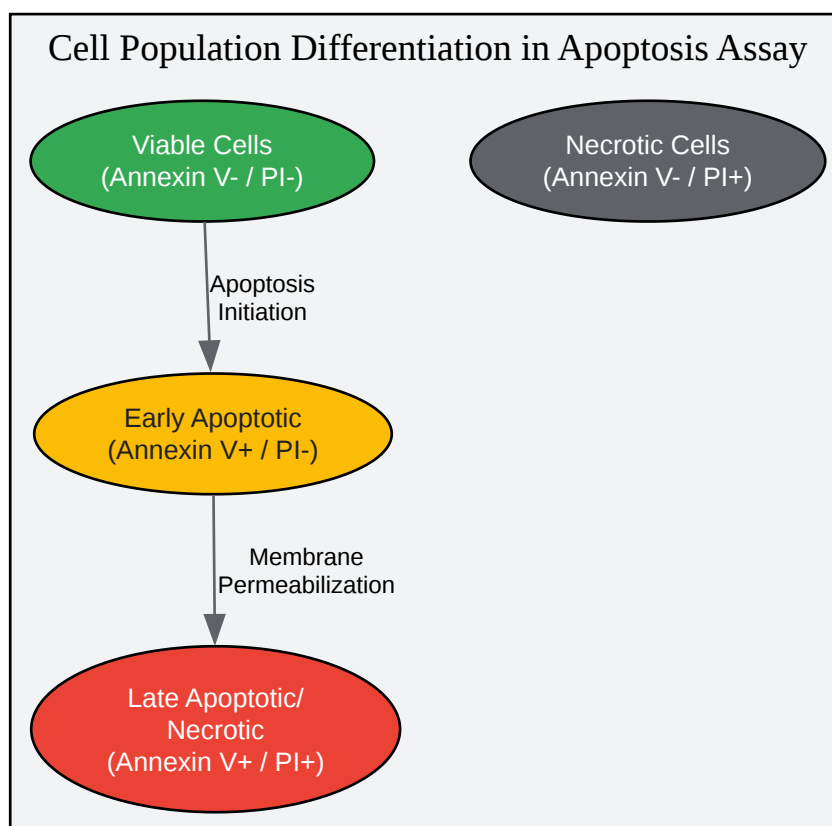 Cell Population Differentiation in Apoptosis Assay
Viable Cells
(Annexin V- / PI-)
Necrotic Cells
(Annexin V- / PI+)
Apoptosis
Initiation
Early Apoptotic
(Annexin V+ / PI-)
Membrane
Permeabilization
Late Apoptotic/
Necrotic
(Annexin V+ / PI+)